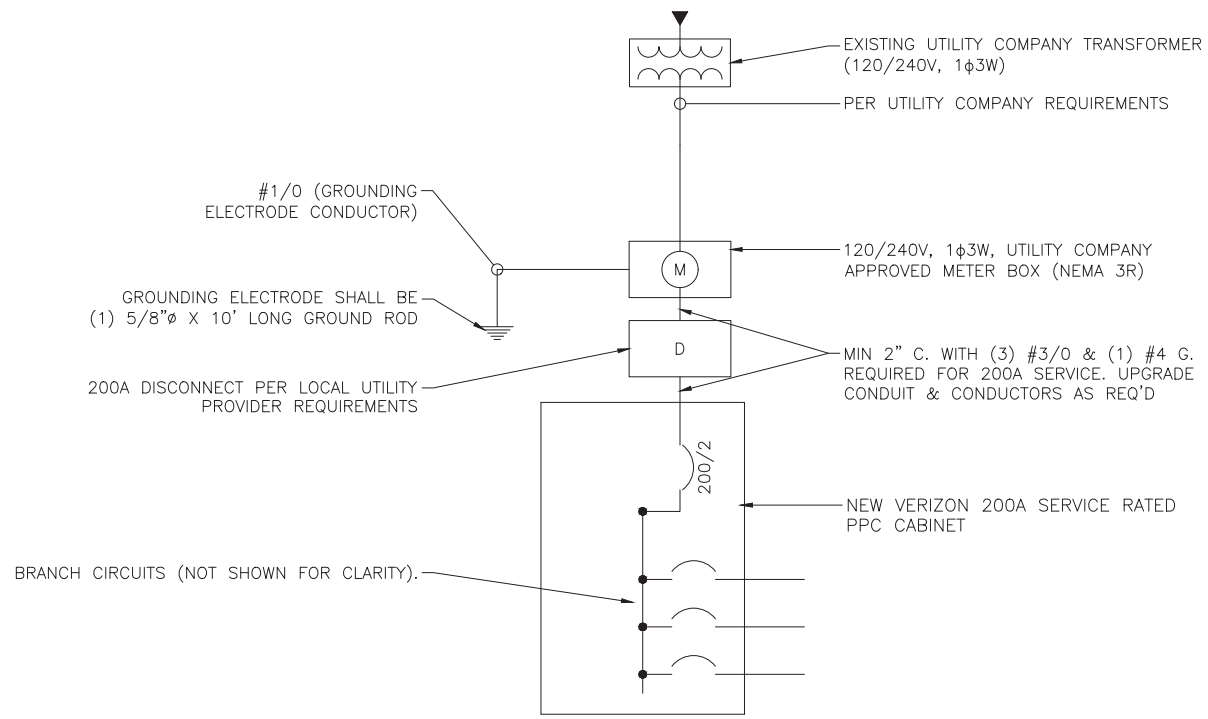 EXISTING UTILITY COMPANY TRANSFORMER
(120/240V, 1ϕ3W)
PER UTILITY COMPANY REQUIREMENTS
#1/0 (GROUNDING
ELECTRODE CONDUCTOR)
120/240V, 1ϕ3W, UTILITY COMPANY
APPROVED METER BOX (NEMA 3R)
M
GROUNDING ELECTRODE SHALL BE
(1) 5/8"ø X 10' LONG GROUND ROD
D
MIN 2" C. WITH (3) #3/0 & (1) #4 G.
REQUIRED FOR 200A SERVICE. UPGRADE
CONDUIT & CONDUCTORS AS REQ'D
200A DISCONNECT PER LOCAL UTILITY
PROVIDER REQUIREMENTS
200/2
NEW VERIZON 200A SERVICE RATED
PPC CABINET
BRANCH CIRCUITS (NOT SHOWN FOR CLARITY).